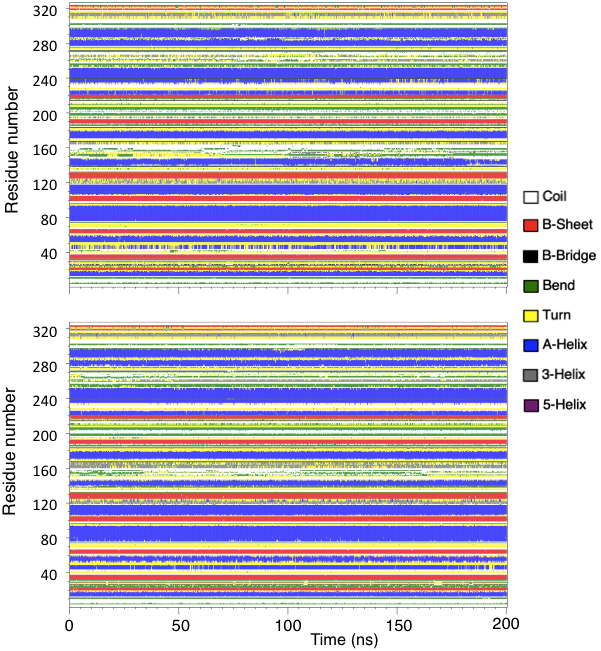 320
280
240
200
160
120
80
40
Residue number
Coil
B-Sheet
B-Bridge
Bend
Turn
A-Helix
3-Helix
5-Helix
320
280
240
200
160
120
80
40
Residue number
0 50 100 150 200
Time (ns)